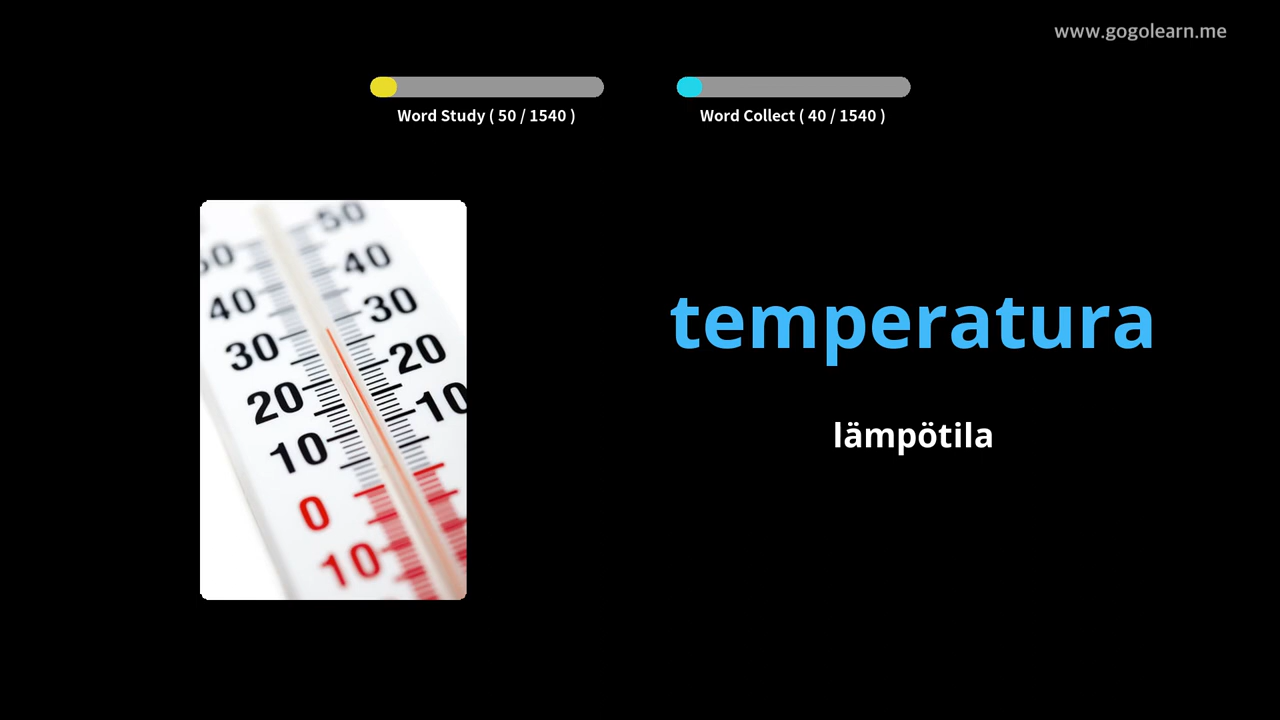 www.gogolearn.me
Word Study ( 50 / 1540 )
Word Collect ( 40 / 1540 )
50
50
40
40
30
30
20
20
10
10
0
10
temperatura
lämpötila